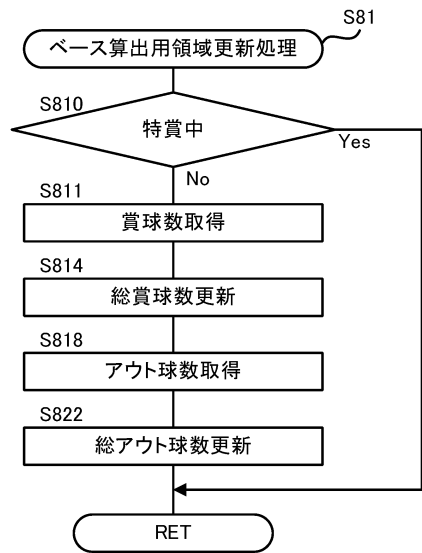 S81
ベース算出用領域更新処理
S810
特賞中
Yes
No
S811
賞球数取得
S814
総賞球数更新
S818
アウト球数取得
S822
総アウト球数更新
RET